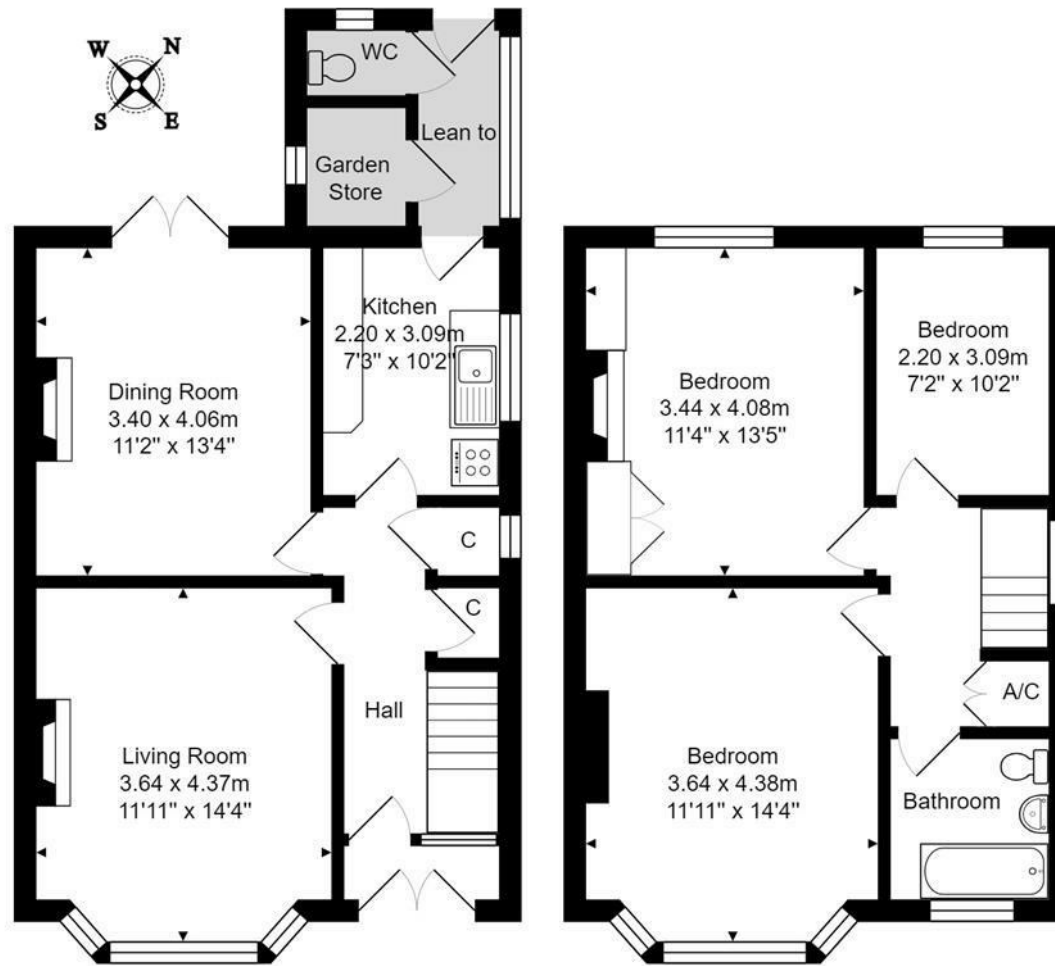 W N
S E
WC
Lean to
Garden
Store
Kitchen
2.20 x 3.09m
7'3" x 10'2"
Dining Room
3.40 x 4.06m
11'2" x 13'4"
C
C
Hall
Living Room
3.64 x 4.37m
11'11" x 14'4"
Bedroom
3.44 x 4.08m
11'4" x 13'5"
Bedroom
2.20 x 3.09m
7'2" x 10'2"
A/C
Bedroom
3.64 x 4.38m
11'11" x 14'4"
Bathroom